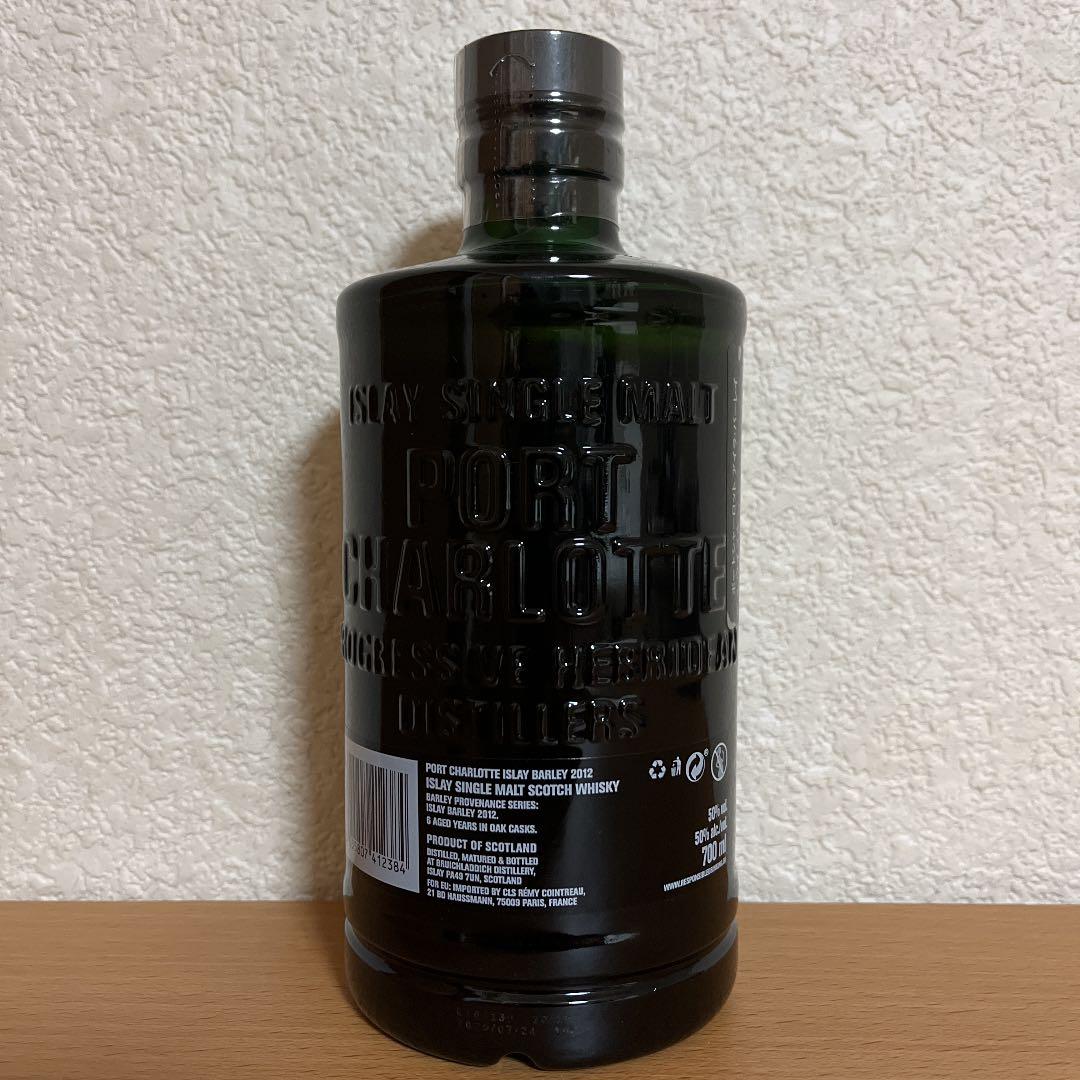 ISLAY SINGLE MALT
PORT
CHARLOTTE
ROGRESSIVE HEBRIDEAN
DISTILLERS
PORT CHARLOTTE ISLAY BARLEY 2012
ISLAY SINGLE MALT SCOTCH WHISKY
BARLEY PROVENANCE SERIES:
ISLAY BARLEY 2012.
6 AGED YEARS IN OAK CASKS.
PRODUCT OF SCOTLAND
DISTILLED, MATURED & BOTTLED
AT BRUICHLADDICH DISTILLERY,
ISLAY PA49 7UN, SCOTLAND
FOR EU: IMPORTED BY CLS RÉMY COINTREAU,
21 BD HAUSSMANN, 75009 PARIS, FRANCE
412384
50% vol.
50% alc./vol.
700 ml